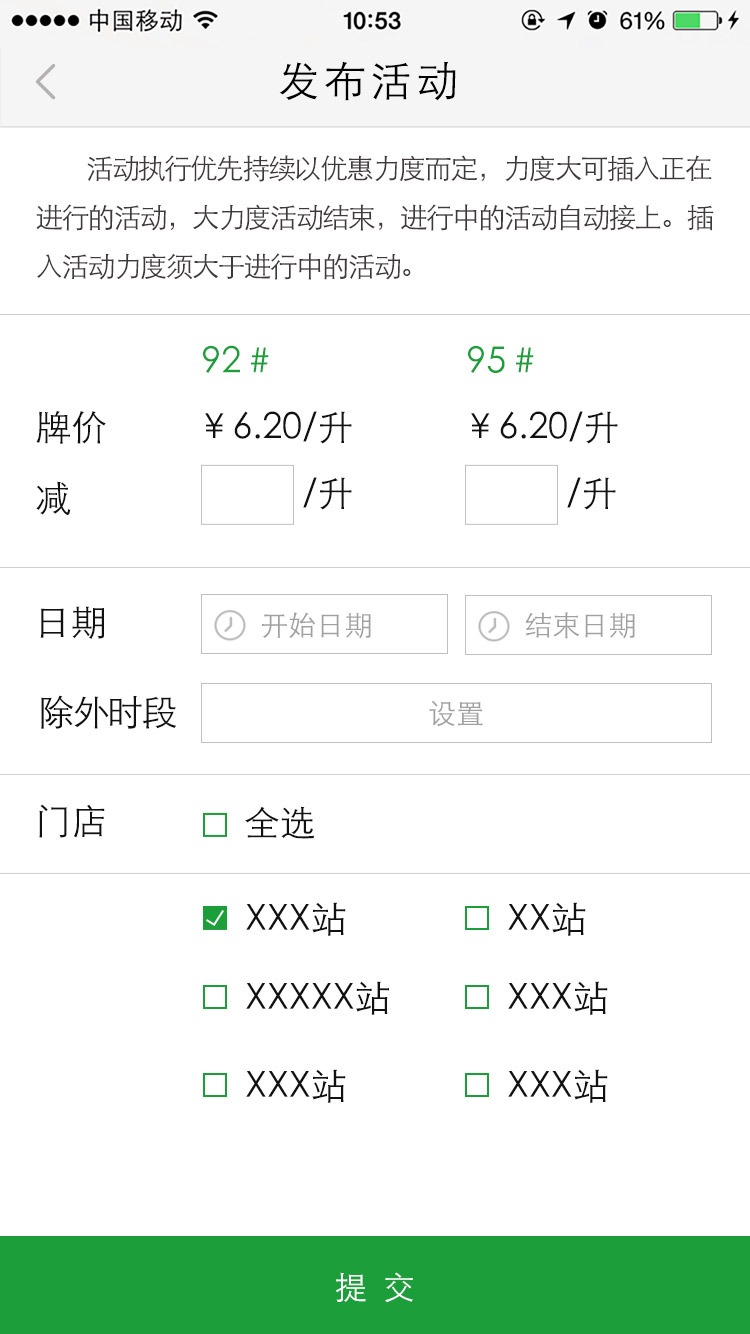 中国移动 10:53 61%
发布活动
活动执行优先持续以优惠力度而定，力度大可插入正在
进行的活动，大力度活动结束，进行中的活动自动接上。插
入活动力度须大于进行中的活动。
92 # 95 #
牌价 ￥6.20/升 ￥6.20/升
减 /升 /升
日期 开始日期 结束日期
除外时段 设置
门店 全选
XXX站 XX站
XXXXX站 XXX站
XXX站 XXX站
提 交